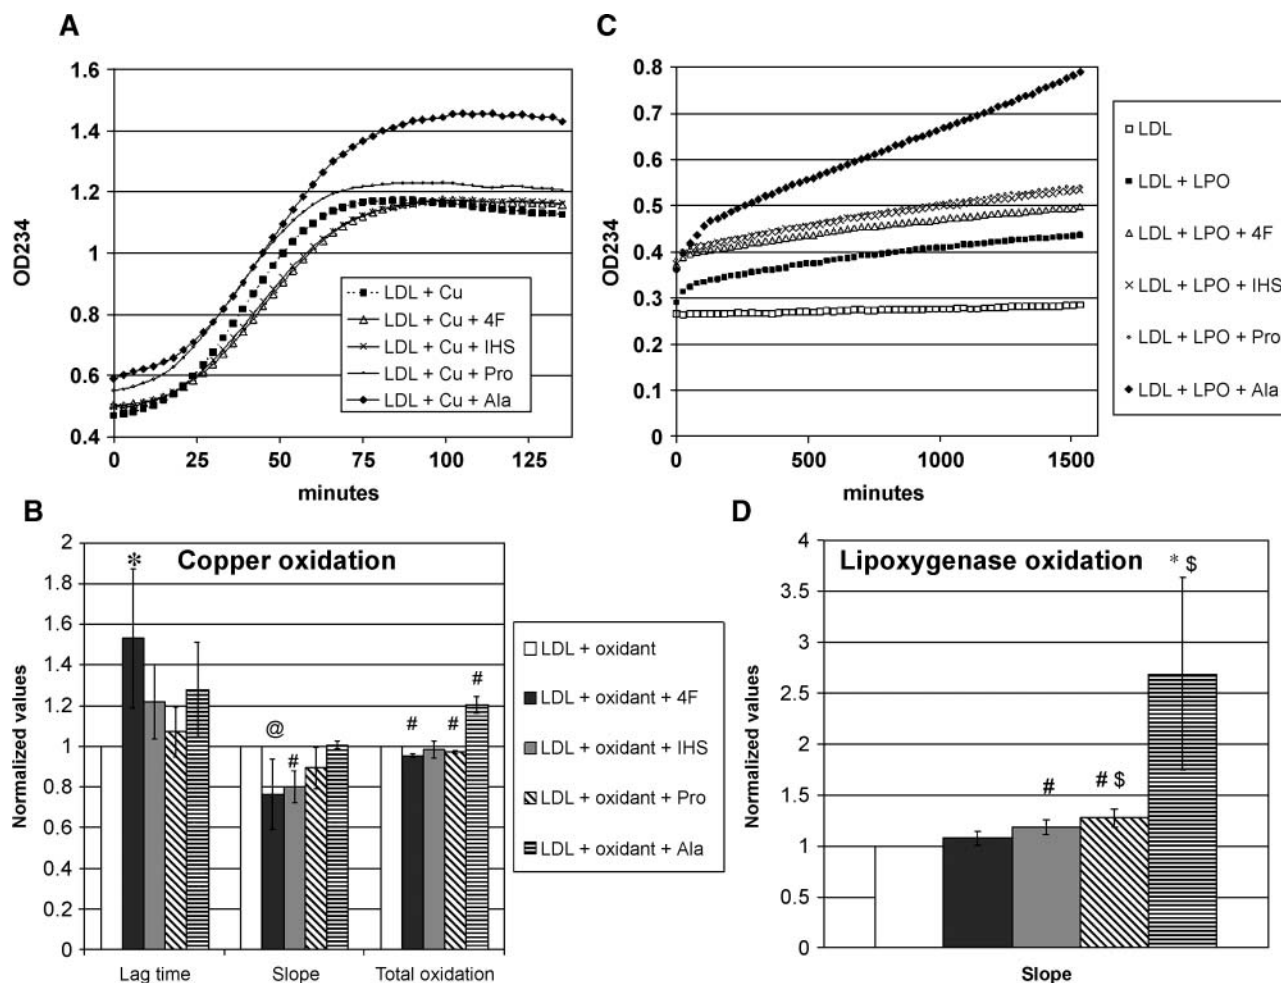 A
1.6
1.4
1.2
1
0.8
0.6
0.4
OD234
0
25
50
75
100
125
minutes
LDL + Cu
LDL + Cu + 4F
LDL + Cu + IHS
LDL + Cu + Pro
LDL + Cu + Ala
C
0.8
0.7
0.6
0.5
0.4
0.3
0.2
0.1
0
OD234
0
500
1000
1500
minutes
LDL
LDL + LPO
LDL + LPO + 4F
LDL + LPO + IHS
LDL + LPO + Pro
LDL + LPO + Ala
B
Copper oxidation
2
1.8
1.6
1.4
1.2
1
0.8
0.6
0.4
0.2
0
Normalized values
*
@
#
#
#
#
Lag time
Slope
Total oxidation
LDL + oxidant
LDL + oxidant + 4F
LDL + oxidant + IHS
LDL + oxidant + Pro
LDL + oxidant + Ala
D
Lipoxygenase oxidation
4
3.5
3
2.5
2
1.5
1
0.5
0
Normalized values
#
# $
* $
Slope